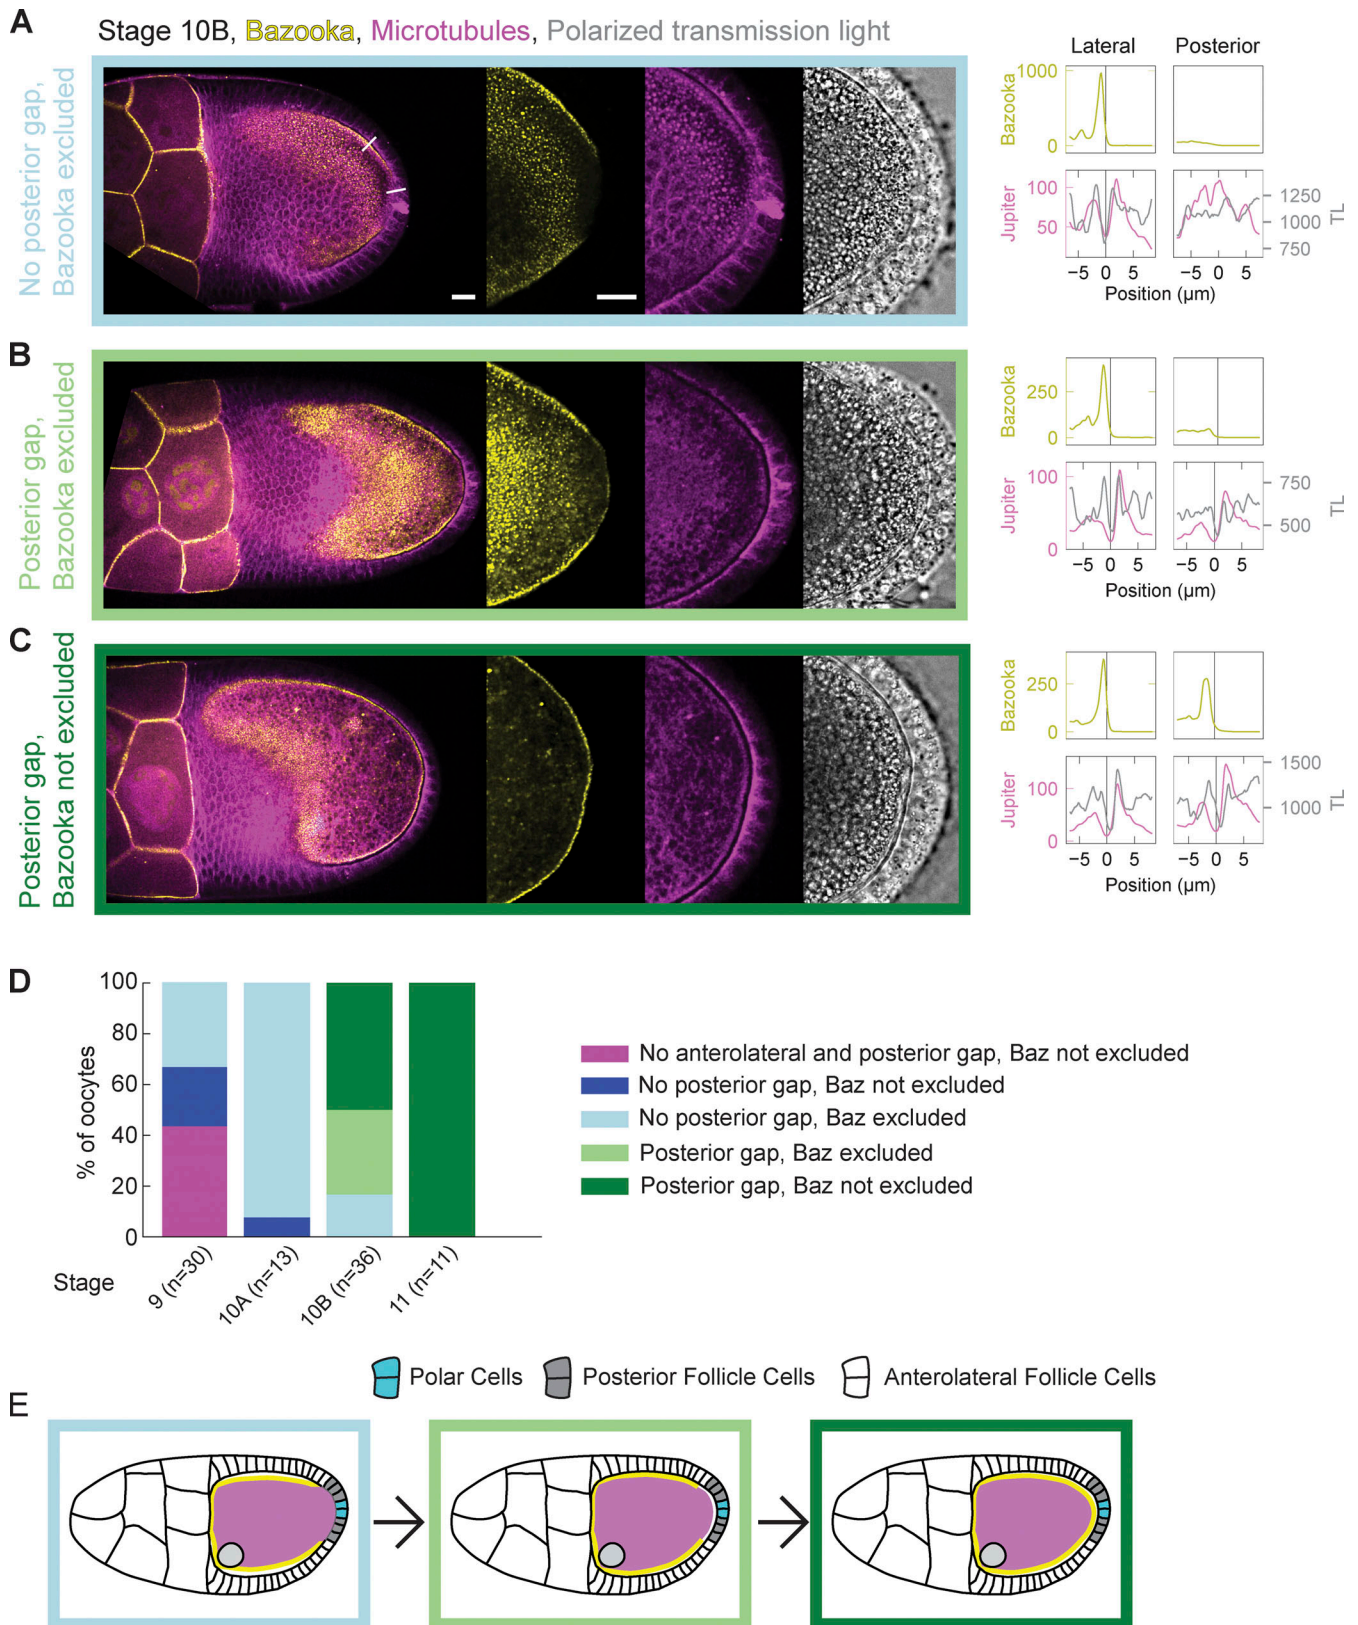 A
Stage 10B, Bazooka, Microtubules, Polarized transmission light
No posterior gap,
Bazooka excluded
Lateral
Posterior
Bazooka
1000
0
Jupiter
100
50
1250
1000
750
TL
−5 0 5
−5 0 5
Position (µm)
B
Posterior gap,
Bazooka excluded
Bazooka
250
0
Jupiter
100
0
750
500
TL
−5 0 5
−5 0 5
Position (µm)
C
Posterior gap,
Bazooka not excluded
Bazooka
250
0
Jupiter
100
0
1500
1000
TL
−5 0 5
−5 0 5
Position (µm)
D
% of oocytes
100
80
60
40
20
0
Stage
9 (n=30)
10A (n=13)
10B (n=36)
11 (n=11)
No anterolateral and posterior gap, Baz not excluded
No posterior gap, Baz not excluded
No posterior gap, Baz excluded
Posterior gap, Baz excluded
Posterior gap, Baz not excluded
Polar Cells
Posterior Follicle Cells
Anterolateral Follicle Cells
E